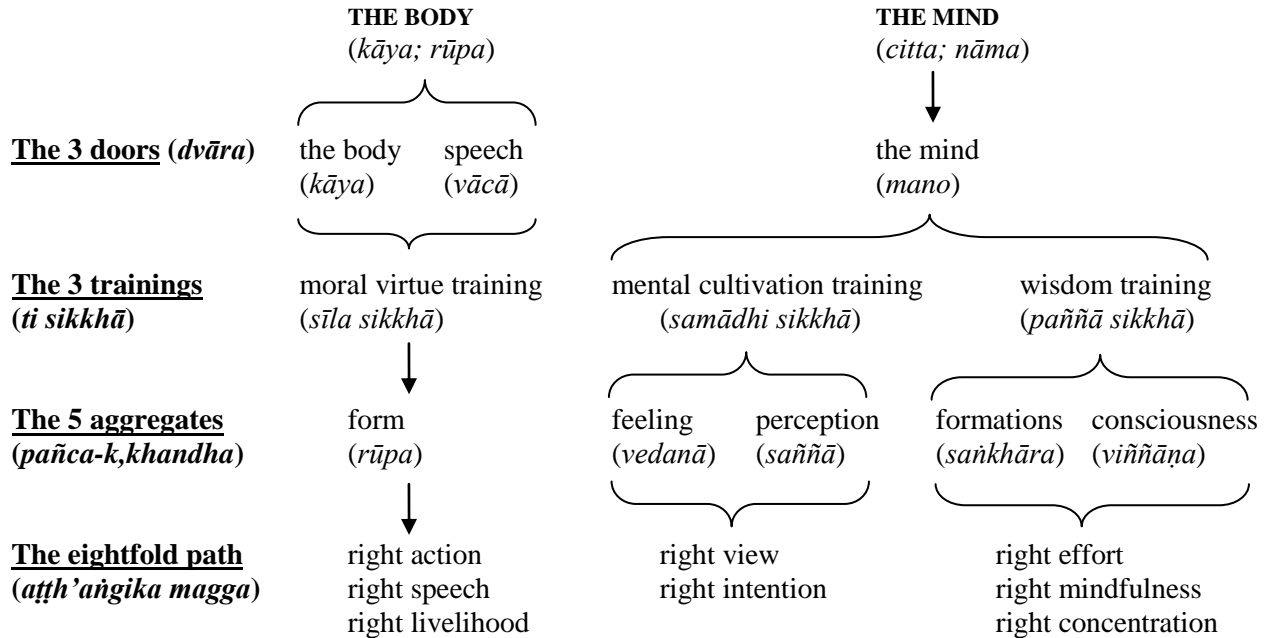 THE BODY THE MIND
(kāya; rūpa) (citta; nāma)
The 3 doors (dvāra) the body speech the mind
(kāya) (vācā) (mano)
The 3 trainings moral virtue training mental cultivation training wisdom training
(ti sikkhā) (sīla sikkhā) (samādhi sikkhā) (paññā sikkhā)
The 5 aggregates form feeling perception formations consciousness
(pañca-k,khandha) (rūpa) (vedanā) (saññā) (saṅkhāra) (viññāṇa)
The eightfold path right action right view right effort
(aṭṭh’aṅgika magga) right speech right intention right mindfulness
right livelihood right concentration